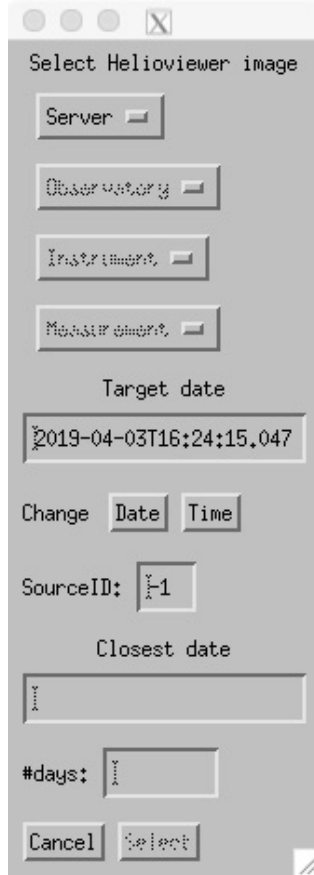 Select Helioviewer image
Server
Observatory
Instrument
Measurement
Target date
2019-04-03T16:24:15.047
Change Date Time
SourceID: -1
Closest date
#days:
Cancel Select